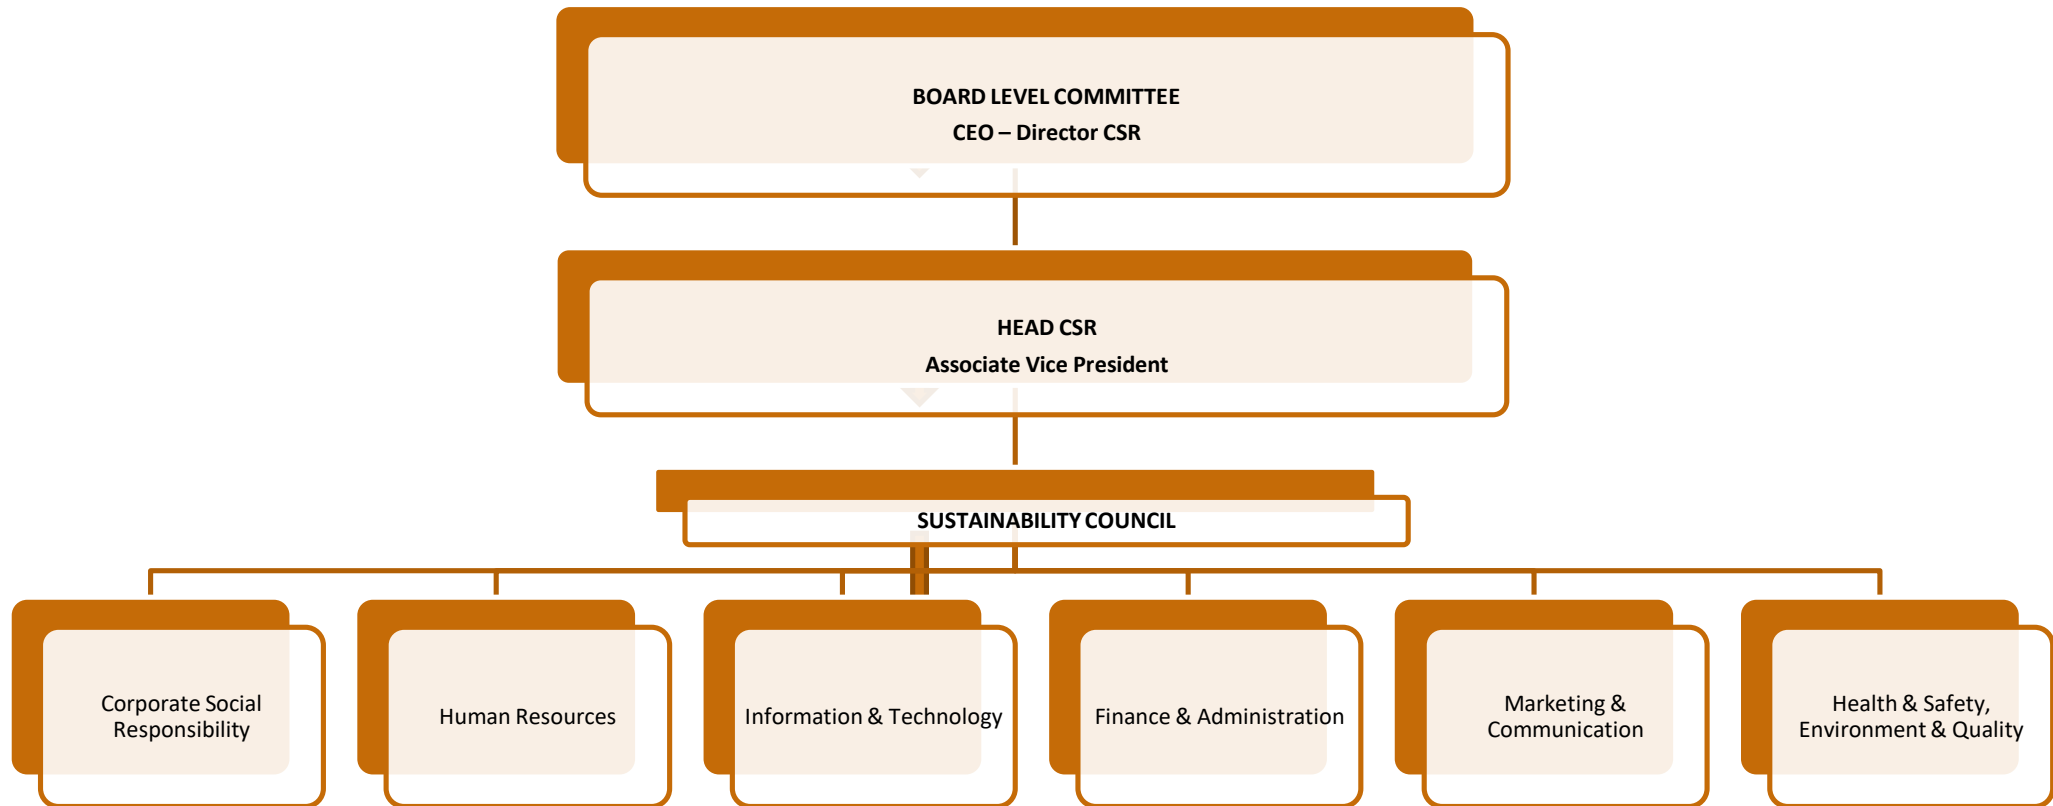 BOARD LEVEL COMMITTEE
CEO – Director CSR
HEAD CSR
Associate Vice President
SUSTAINABILITY COUNCIL
Corporate Social
Responsibility
Human Resources
Information & Technology
Finance & Administration
Marketing &
Communication
Health & Safety,
Environment & Quality